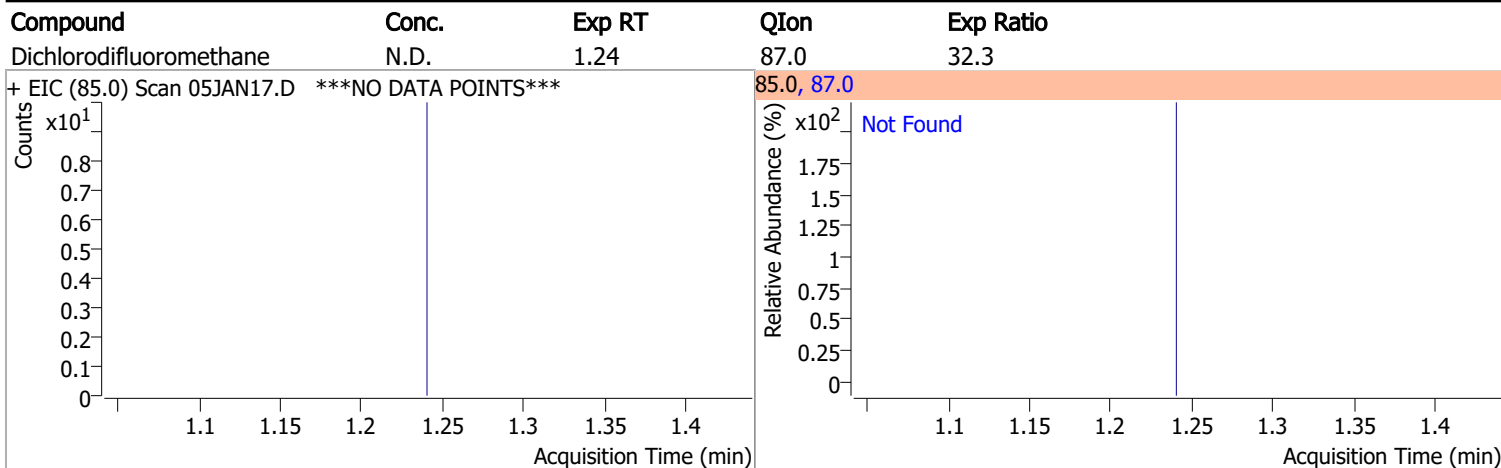 Compound Conc. Exp RT QIon Exp Ratio
Dichlorodifluoromethane N.D. 1.24 87.0 32.3
+ EIC (85.0) Scan 05JAN17.D ***NO DATA POINTS***
Counts
x10¹
0.8
0.7
0.6
0.5
0.4
0.3
0.2
0.1
0
1.1 1.15 1.2 1.25 1.3 1.35 1.4
Acquisition Time (min)
85.0, 87.0
Relative Abundance (%)
x10²
Not Found
1.75
1.5
1.25
1
0.75
0.5
0.25
0
1.1 1.15 1.2 1.25 1.3 1.35 1.4
Acquisition Time (min)